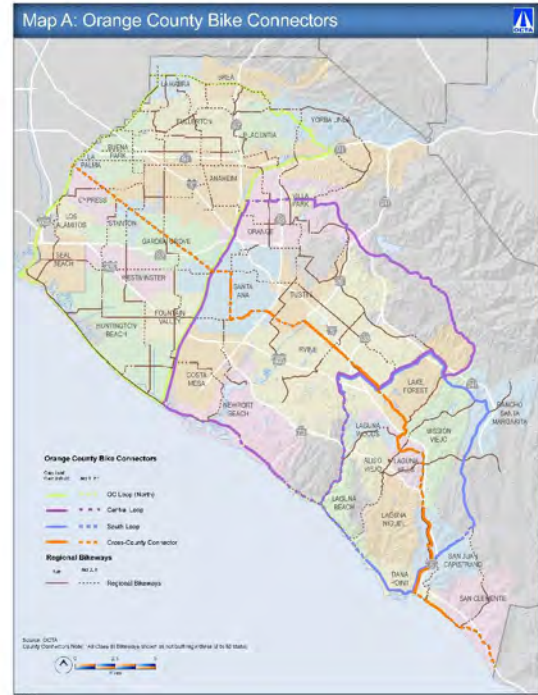 Map A: Orange County Bike Connectors
OCTA
LA HABRA
BREA
FULLERTON
YORBA LINDA
PLACENTIA
BUENA
PARK
LA
PALMA
ANAHEIM
CYPRESS
VILLA
PARK
LOS
ALAMITOS
STANTON
ORANGE
GARDEN GROVE
SEAL
BEACH
WESTMINSTER
SANTA
ANA
TUSTIN
FOUNTAIN
VALLEY
HUNTINGTON
BEACH
IRVINE
COSTA
MESA
LAKE
FOREST
NEWPORT
BEACH
RANCHO
SANTA
MARGARITA
LAGUNA
WOODS
MISSION
VIEJO
ALISO
VIEJO
LAGUNA
HILLS
LAGUNA
BEACH
LAGUNA
NIGUEL
SAN JUAN
CAPISTRANO
DANA
POINT
SAN CLEMENTE
Orange County Bike Connectors
OC Loop (North)
Central Loop
South Loop
Cross-County Connector
Regional Bikeways
Regional Bikeways
Source: OCTA